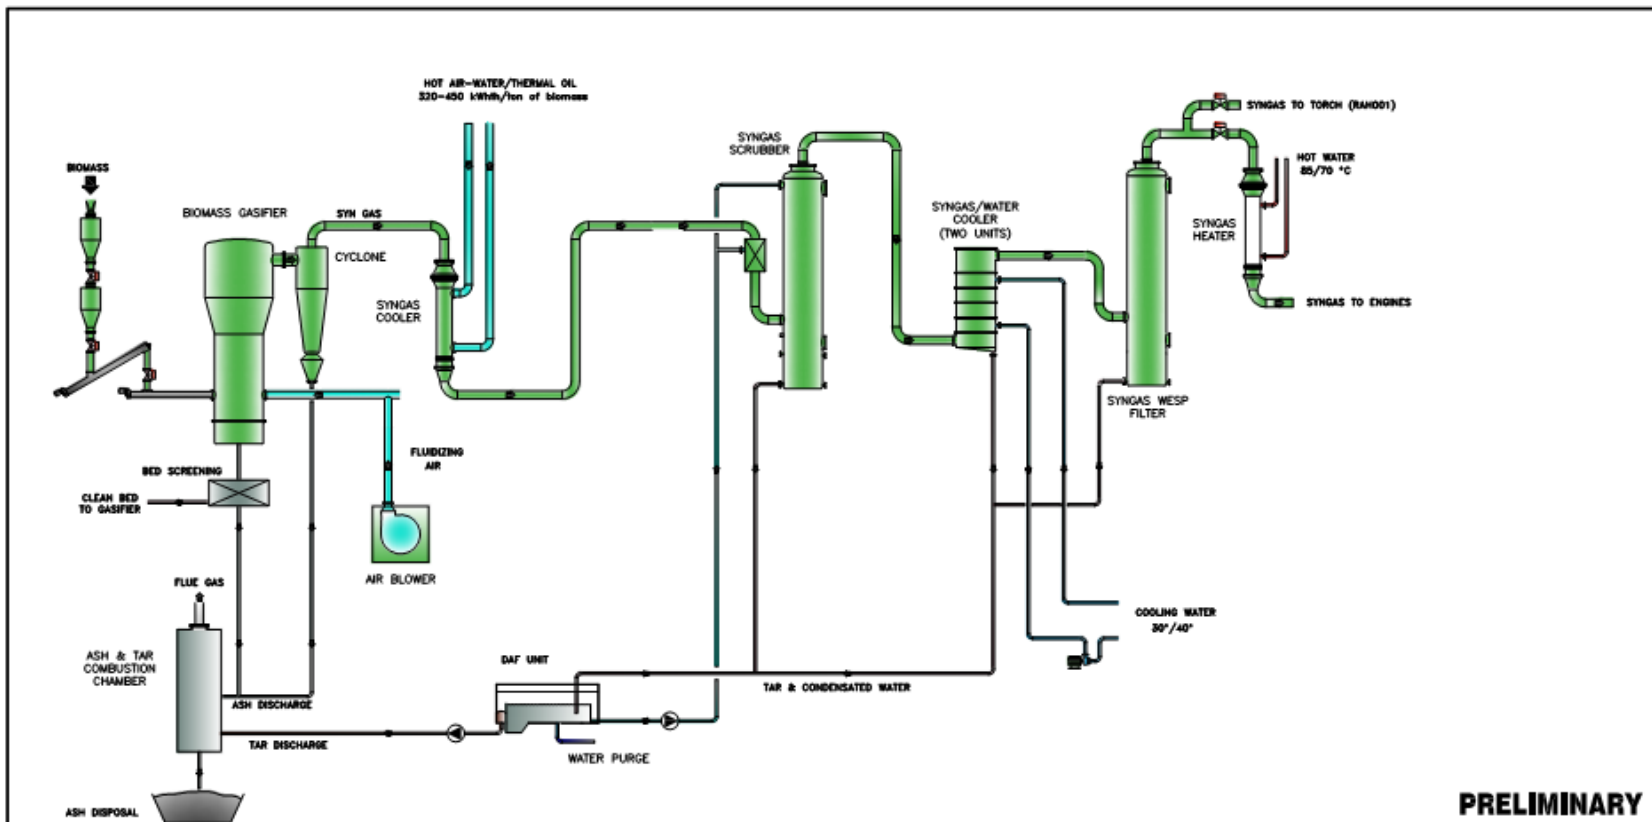 HOT AIR-WATER/THERMAL OIL
320-450 kWhth/ton of biomass
SYNGAS TO TORCH (RAH001)
SYNGAS
SCRUBBER
HOT WATER
85/70 °C
BIOMASS
BIOMASS GASIFIER
SYN GAS
SYNGAS/WATER
COOLER
(TWO UNITS)
SYNGAS
HEATER
CYCLONE
SYNGAS
COOLER
SYNGAS TO ENGINES
SYNGAS WESP
FILTER
FLUIDIZING
AIR
BED SCREENING
CLEAN BED
TO GASIFIER
AIR BLOWER
FLUE GAS
COOLING WATER
30°/40°
ASH & TAR
COMBUSTION
CHAMBER
DAF UNIT
TAR & CONDENSATED WATER
ASH DISCHARGE
TAR DISCHARGE
WATER PURGE
ASH DISPOSAL
PRELIMINARY